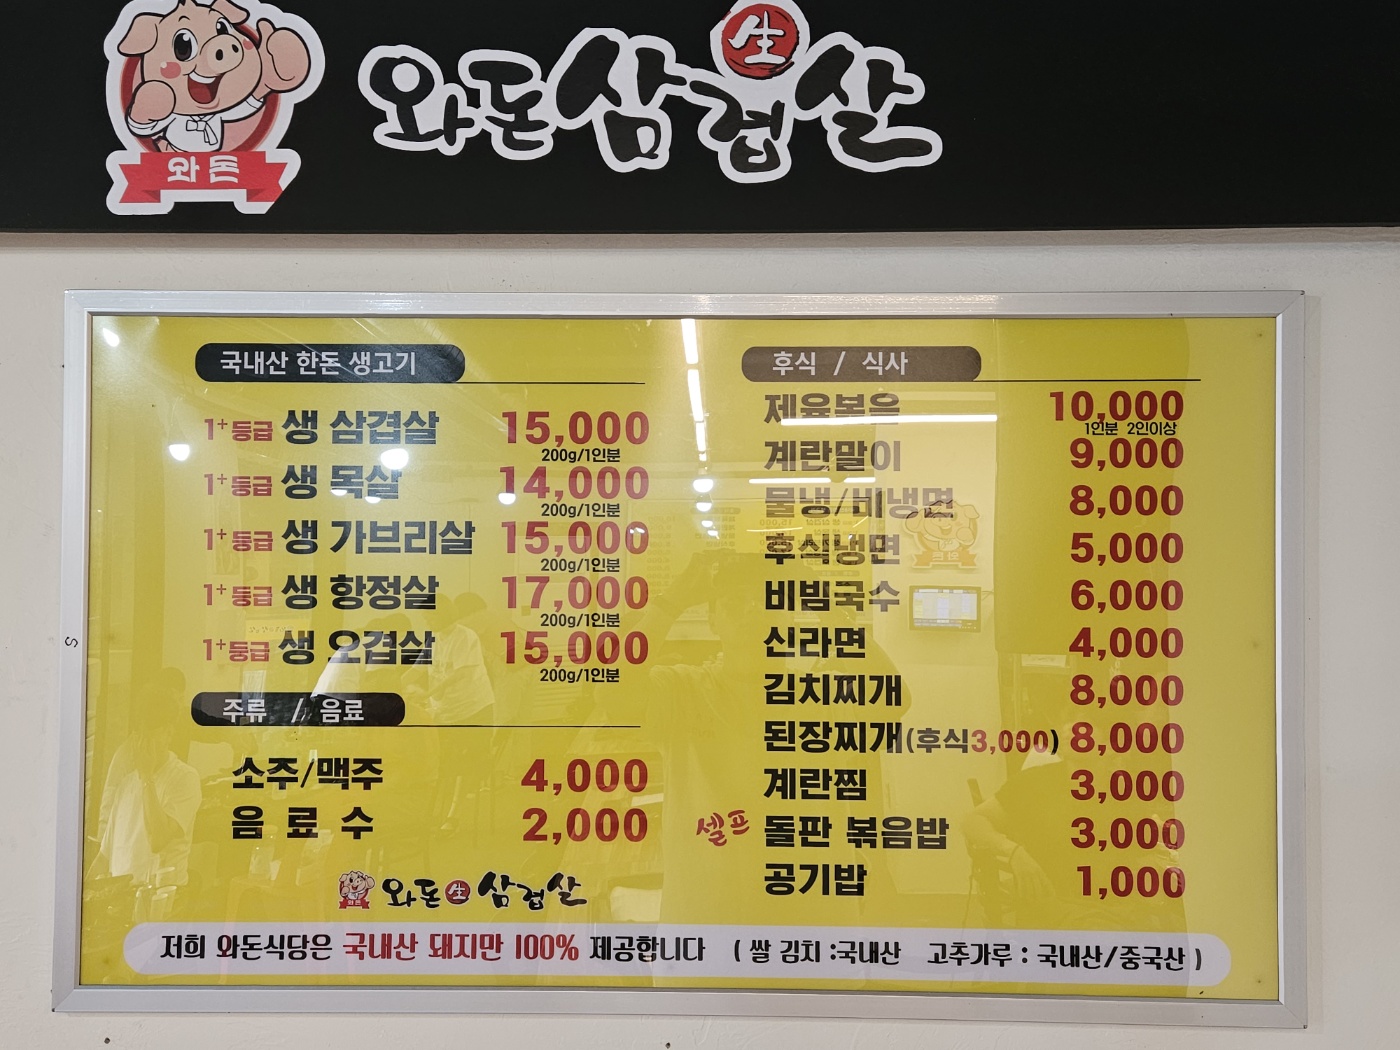 와돈
와돈生삼겹살
국내산 한돈 생고기
1+등급 생 삼겹살 15,000
200g/1인분
1+등급 생 목살 14,000
200g/1인분
1+등급 생 가브리살 15,000
200g/1인분
1+등급 생 항정살 17,000
200g/1인분
1+등급 생 오겹살 15,000
200g/1인분
주류 / 음료
소주/맥주 4,000
음 료 수 2,000
와돈
와돈生삼겹살
후식 / 식사
제육볶음 10,000
1인분 2인이상
계란말이 9,000
물냉/비냉면 8,000
후식냉면 5,000
비빔국수 6,000
신라면 4,000
김치찌개 8,000
된장찌개(후식3,000) 8,000
계란찜 3,000
셀프 돌판 볶음밥 3,000
공기밥 1,000
저희 와돈식당은 국내산 돼지만 100% 제공합니다 ( 쌀 김치 :국내산 고추가루 : 국내산/중국산 )